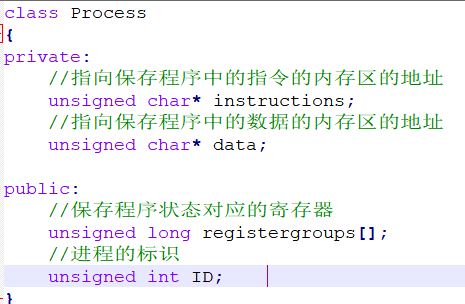 class Process
{
private:
//指向保存程序中的指令的内存区的地址
unsigned char* instructions;
//指向保存程序中的数据的内存区的地址
unsigned char* data;
public:
//保存程序状态对应的寄存器
unsigned long registergroups[];
//进程的标识
unsigned int ID;
}